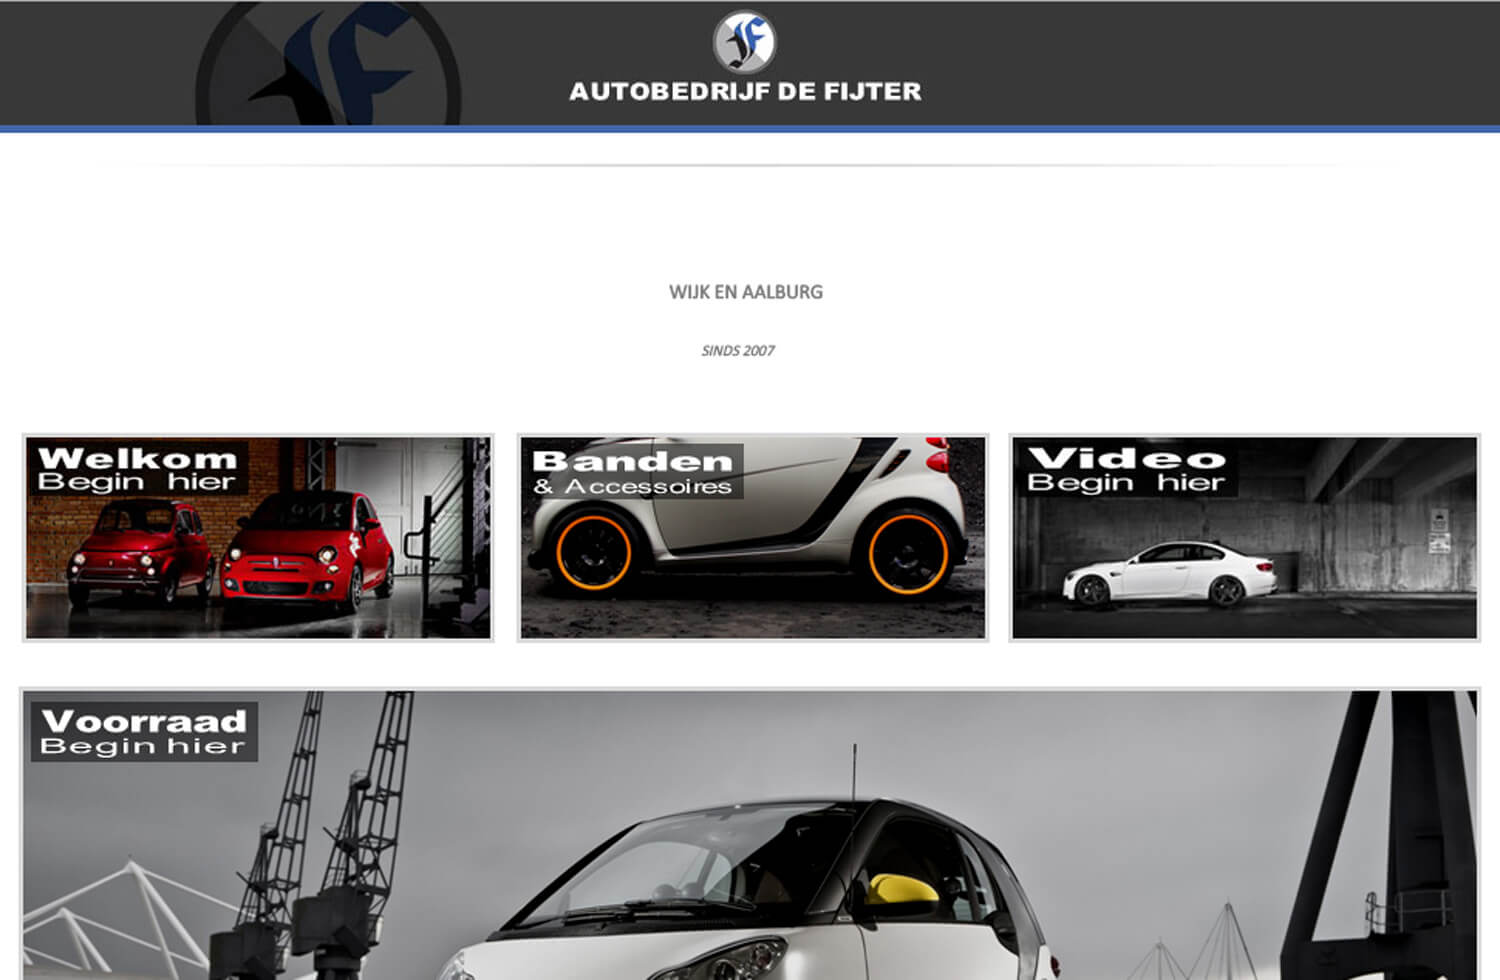 AUTOBEDRIJF DE FIJTER
WIJK EN AALBURG
SINDS 2007
Welkom
Begin hier
Banden
& Accessoires
Video
Begin hier
Voorraad
Begin hier